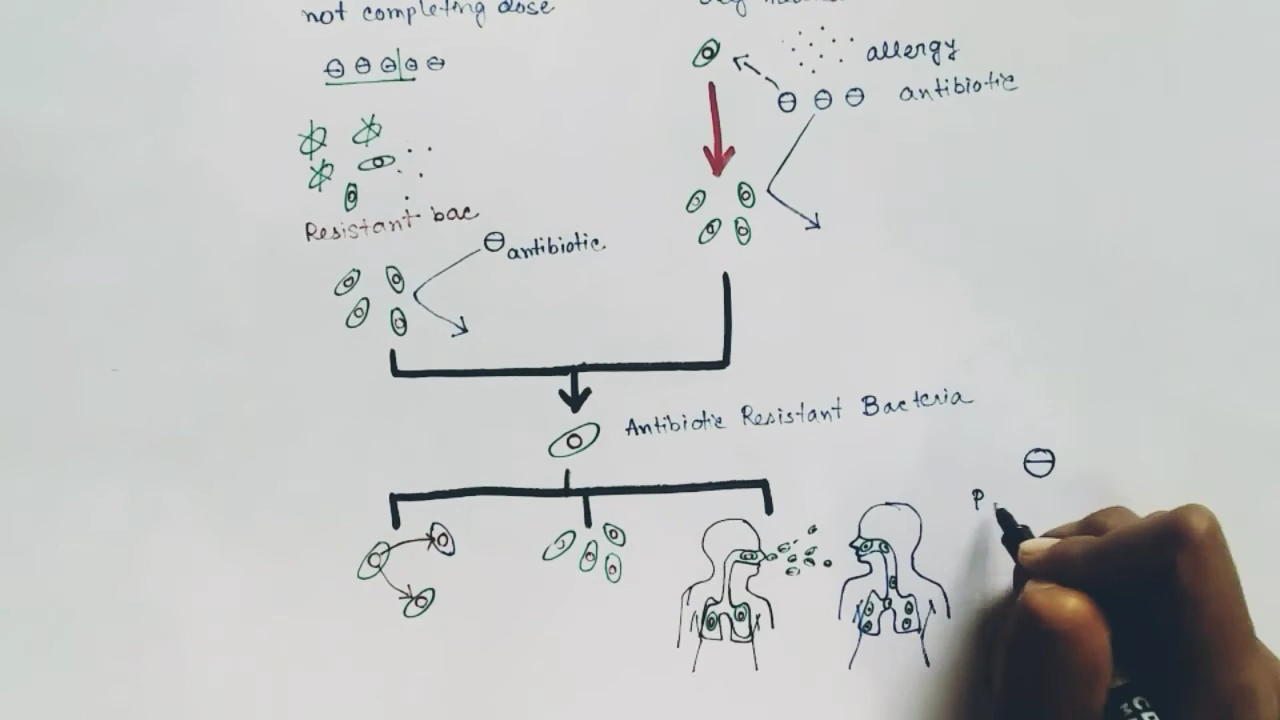 not completing dose
allergy
antibiotic
Resistant bac
antibiotic
Antibiotic Resistant Bacteria
P